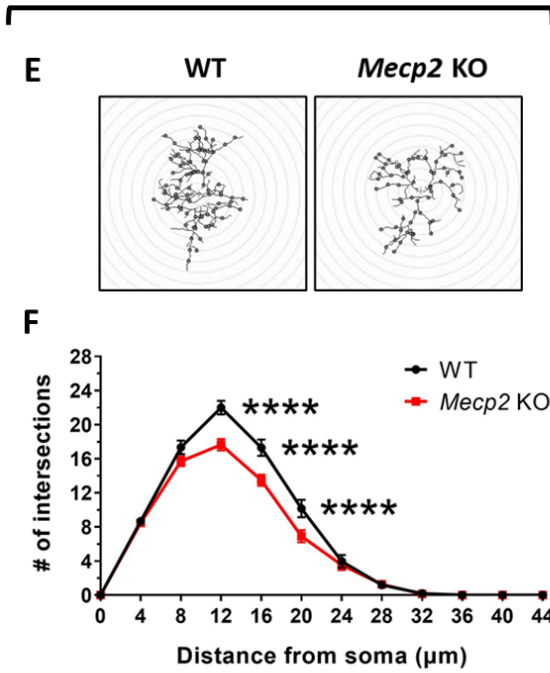 E
WT
Mecp2 KO
F
28
24
20
16
12
8
4
0
# of intersections
WT
Mecp2 KO
****
****
****
0 4 8 12 16 20 24 28 32 36 40 44
Distance from soma (μm)